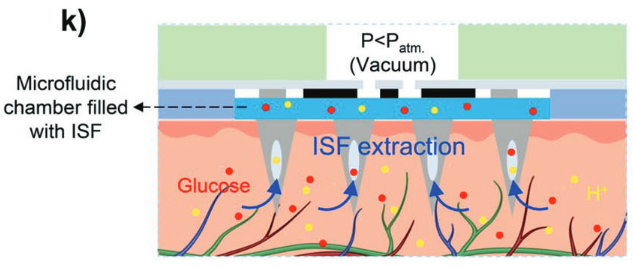 k)
P<Patm.
(Vacuum)
Microfluidic
chamber filled
with ISF
ISF extraction
Glucose
H+